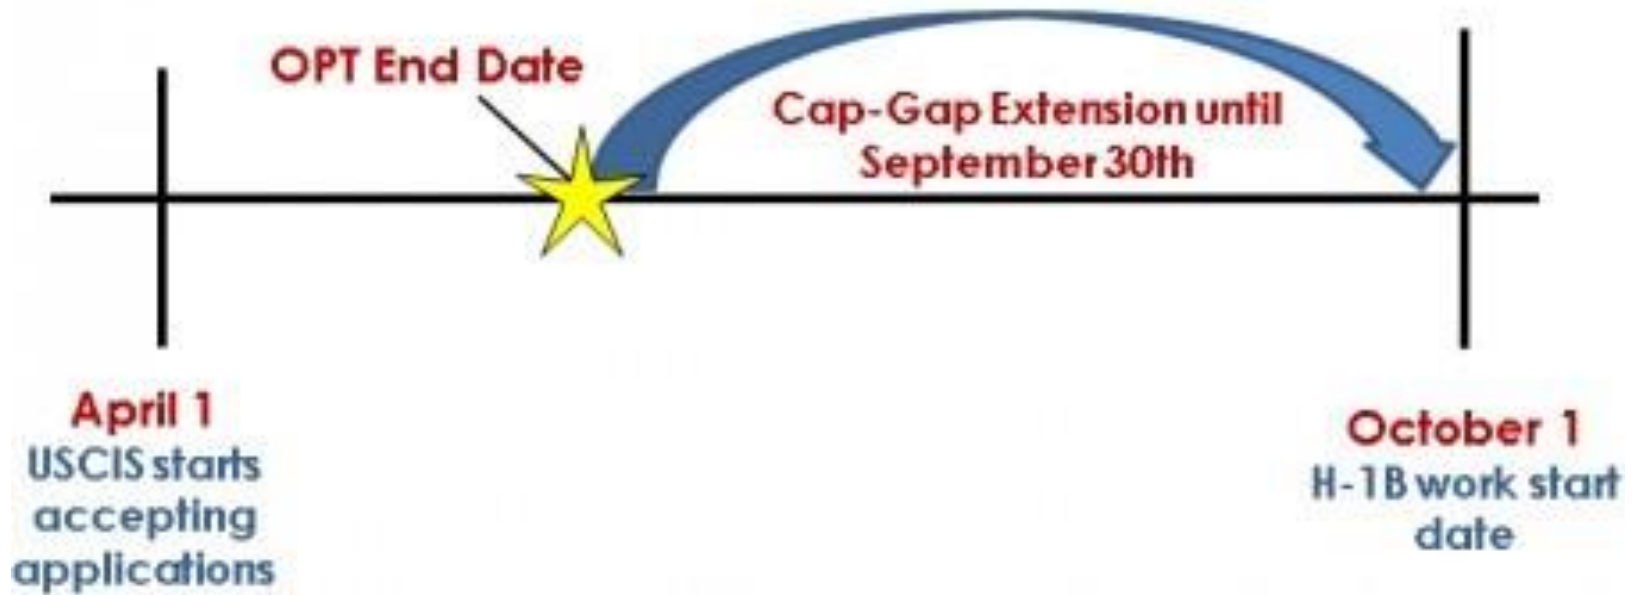 OPT End Date
Cap-Gap Extension until
September 30th
April 1
USCIS starts
accepting
applications
October 1
H-1B work start
date